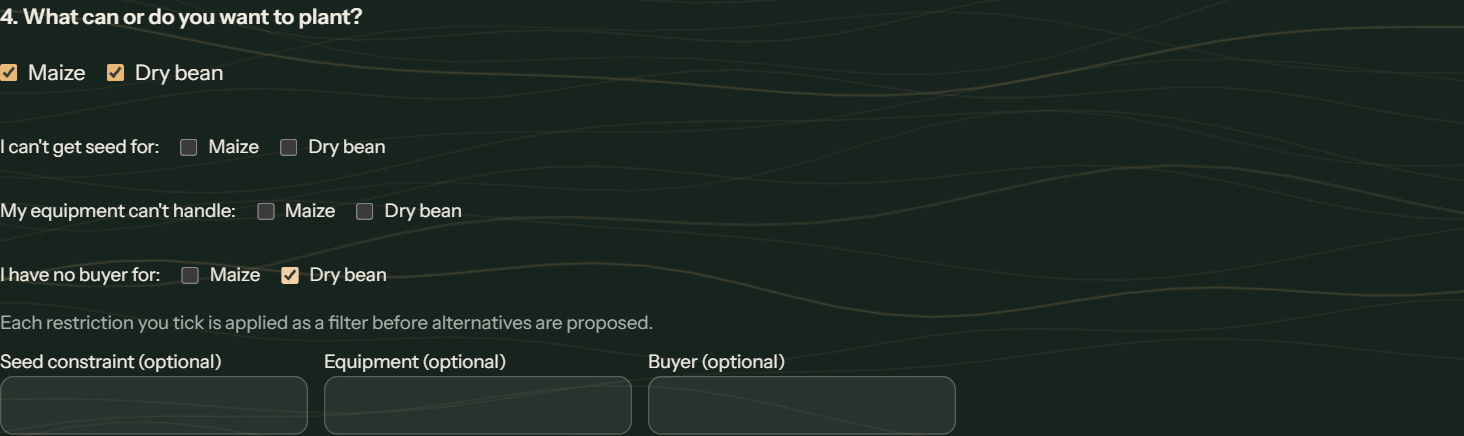 4. What can or do you want to plant?
Maize Dry bean
I can't get seed for: Maize Dry bean
My equipment can't handle: Maize Dry bean
I have no buyer for: Maize Dry bean
Each restriction you tick is applied as a filter before alternatives are proposed.
Seed constraint (optional) Equipment (optional) Buyer (optional)